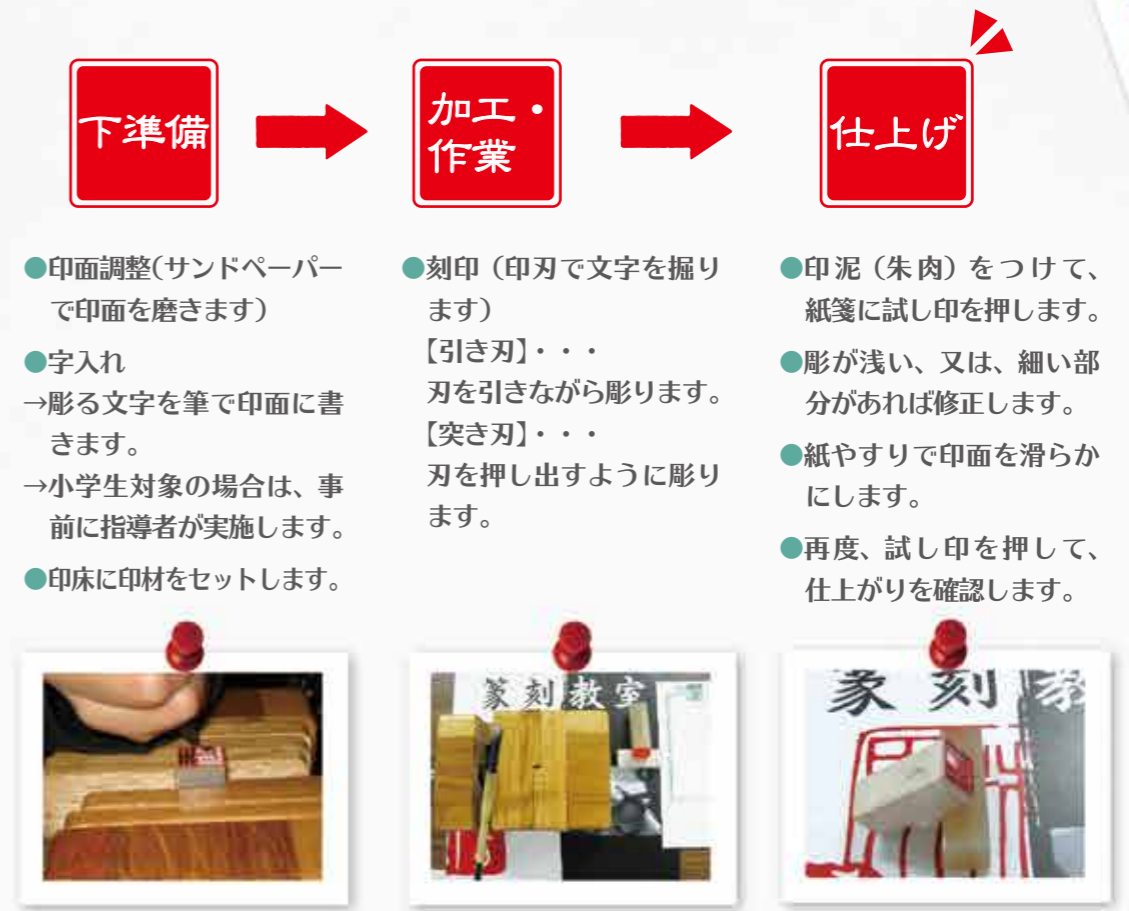 下準備
加工・
作業
仕上げ
●印面調整(サンドペーパー
で印面を磨きます)
●字入れ
→彫る文字を筆で印面に書
きます。
→小学生対象の場合は、事
前に指導者が実施します。
●印床に印材をセットします。
●刻印(印刃で文字を掘り
ます)
【引き刃】・・・
刃を引きながら彫ります。
【突き刃】・・・
刃を押し出すように彫り
ます。
●印泥(朱肉)をつけて、
紙箋に試し印を押します。
●彫が浅い、又は、細い部
分があれば修正します。
●紙やすりで印面を滑らか
にします。
●再度、試し印を押して、
仕上がりを確認します。
篆刻教室
篆刻教